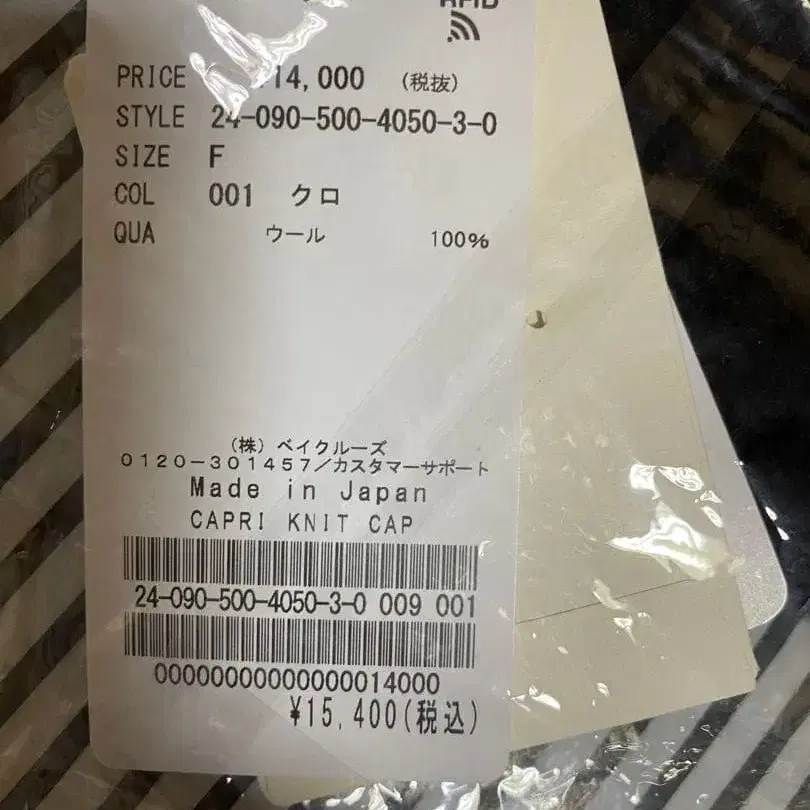 RFID
PRICE 14,000 (税抜)
STYLE 24-090-500-4050-3-0
SIZE F
COL 001 クロ
QUA ウール 100%
(株) ベイクルーズ
0120-301457/カスタマーサポート
Made in Japan
CAPRI KNIT CAP
24-090-500-4050-3-0 009 001
00000000000000014000
¥15,400(税込)